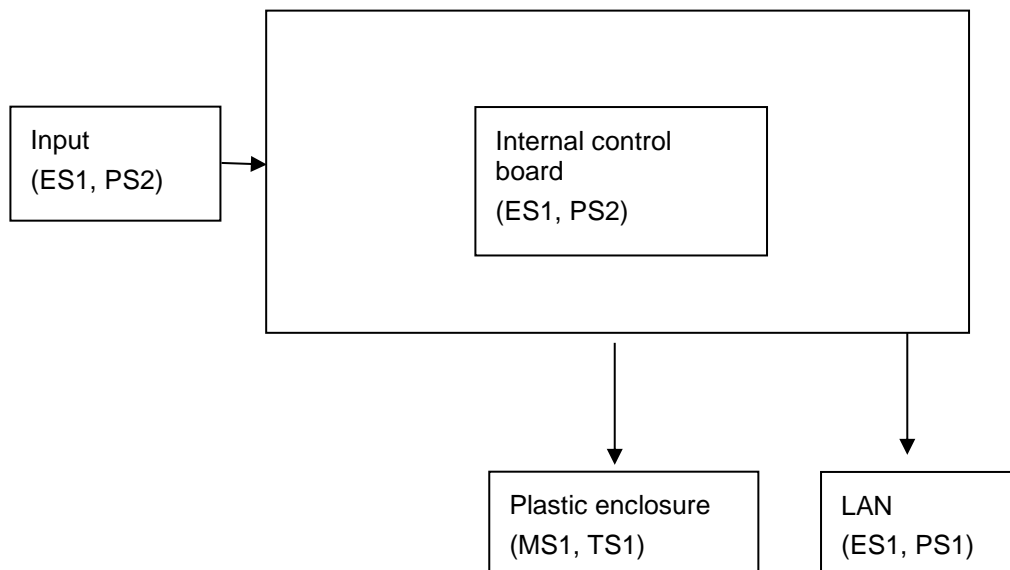 Input
(ES1, PS2)
Internal control
board
(ES1, PS2)
Plastic enclosure
(MS1, TS1)
LAN
(ES1, PS1)